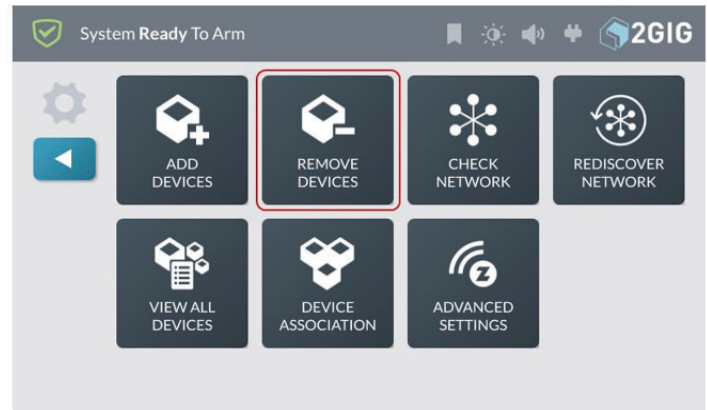 System Ready To Arm
2GIG
ADD
DEVICES
REMOVE
DEVICES
CHECK
NETWORK
REDISCOVER
NETWORK
VIEW ALL
DEVICES
DEVICE
ASSOCIATION
Z
ADVANCED
SETTINGS